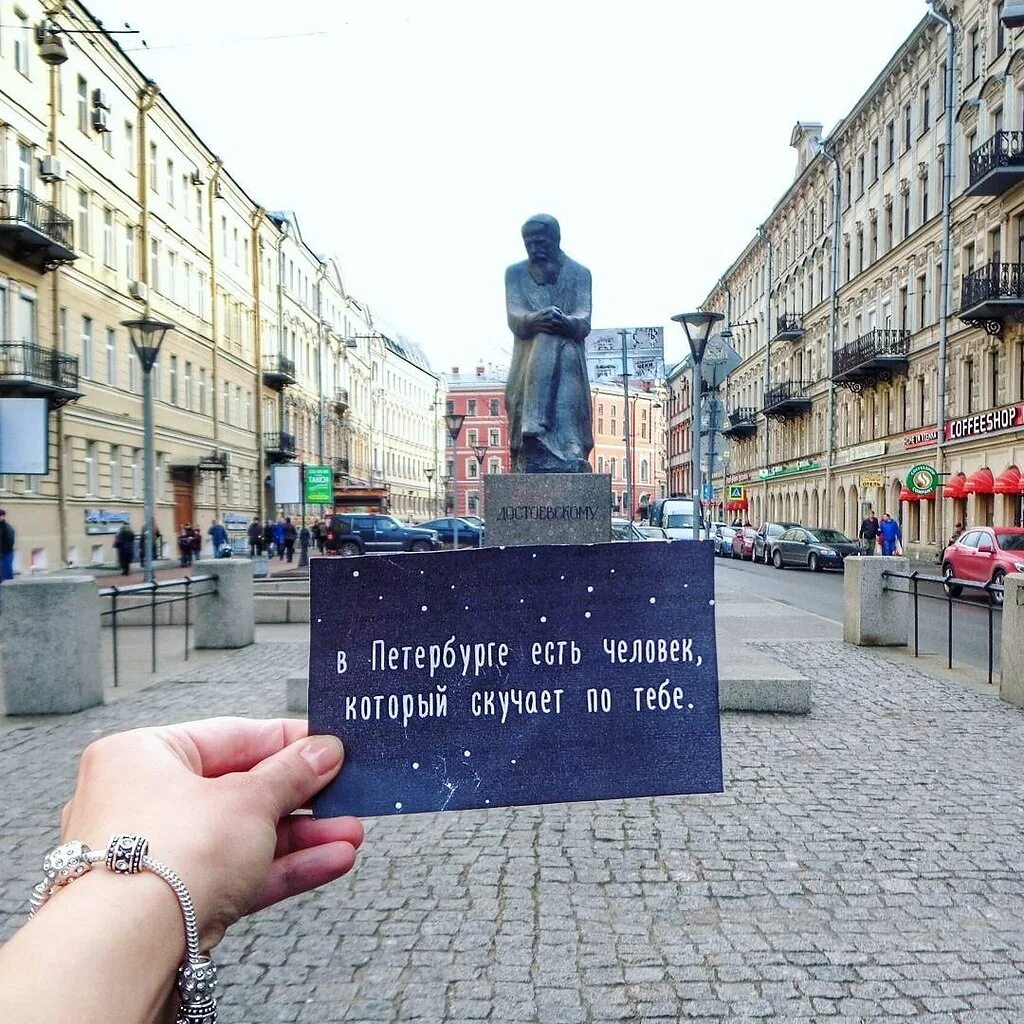 ДОСТОЕВСКОМУ
ТАКСИ
COFFEESHOP
в Петербурге есть человек,
который скучает по тебе.